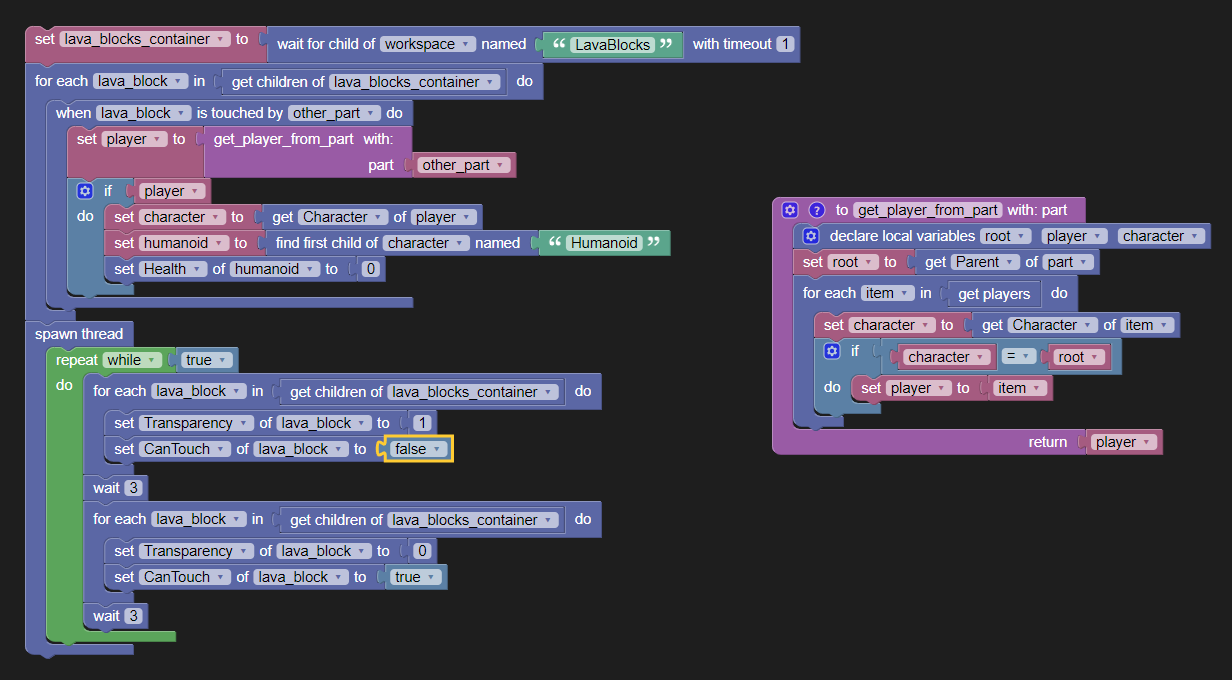 set lava_blocks_container to wait for child of workspace named “ LavaBlocks ” with timeout 1
for each lava_block in get children of lava_blocks_container do
when lava_block is touched by other_part do
set player to get_player_from_part with:
part other_part
if player
do set character to get Character of player
set humanoid to find first child of character named “ Humanoid ”
set Health of humanoid to 0
spawn thread
repeat while true
do for each lava_block in get children of lava_blocks_container do
set Transparency of lava_block to 1
set CanTouch of lava_block to false
wait 3
for each lava_block in get children of lava_blocks_container do
set Transparency of lava_block to 0
set CanTouch of lava_block to true
wait 3
? to get_player_from_part with: part
declare local variables root player character
set root to get Parent of part
for each item in get players do
set character to get Character of item
if character = root
do set player to item
return player